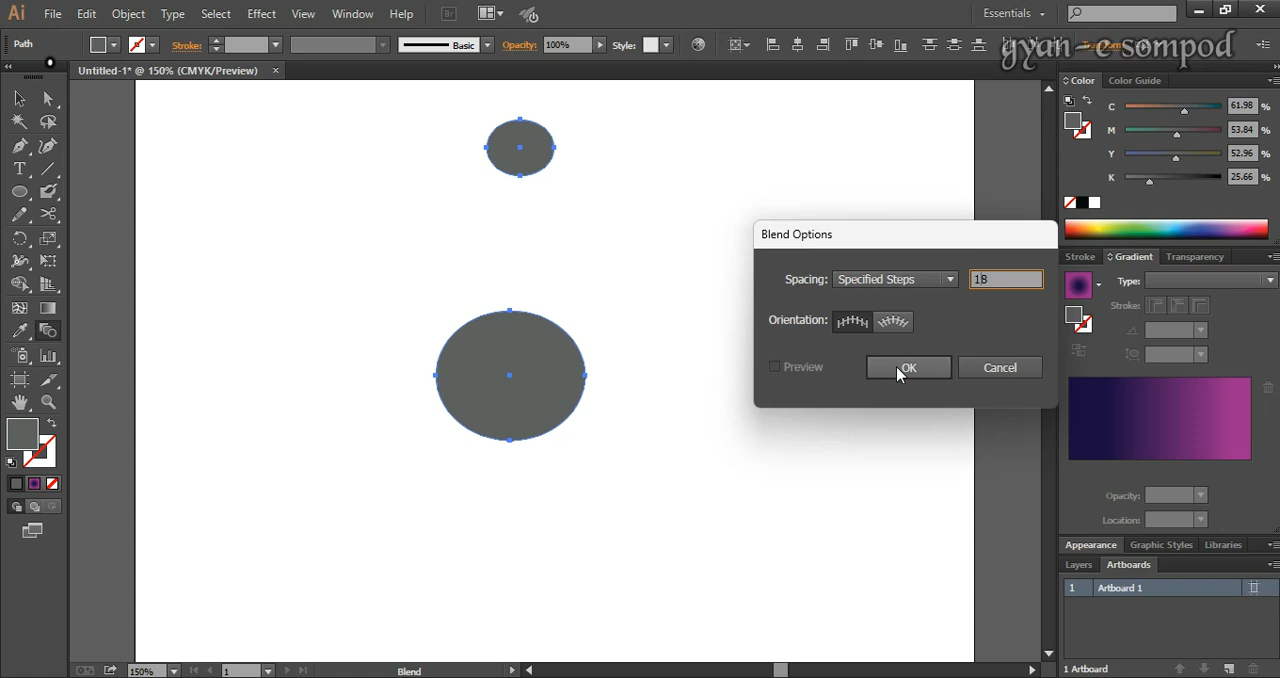 Ai File Edit Object Type Select Effect View Window Help Br Essentials
Path Stroke: Basic Opacity: 100% Style: Transform
gyan-e sompod
Untitled-1* @ 150% (CMYK/Preview) ×
Color Color Guide
C 61.98 %
M 53.84 %
Y 52.96 %
K 25.66 %
Blend Options
Spacing: Specified Steps 18
Orientation:
Preview OK Cancel
Stroke Gradient Transparency
Type:
Stroke:
Opacity:
Location:
Appearance Graphic Styles Libraries
Layers Artboards
1 Artboard 1
150% 1 Blend
1 Artboard